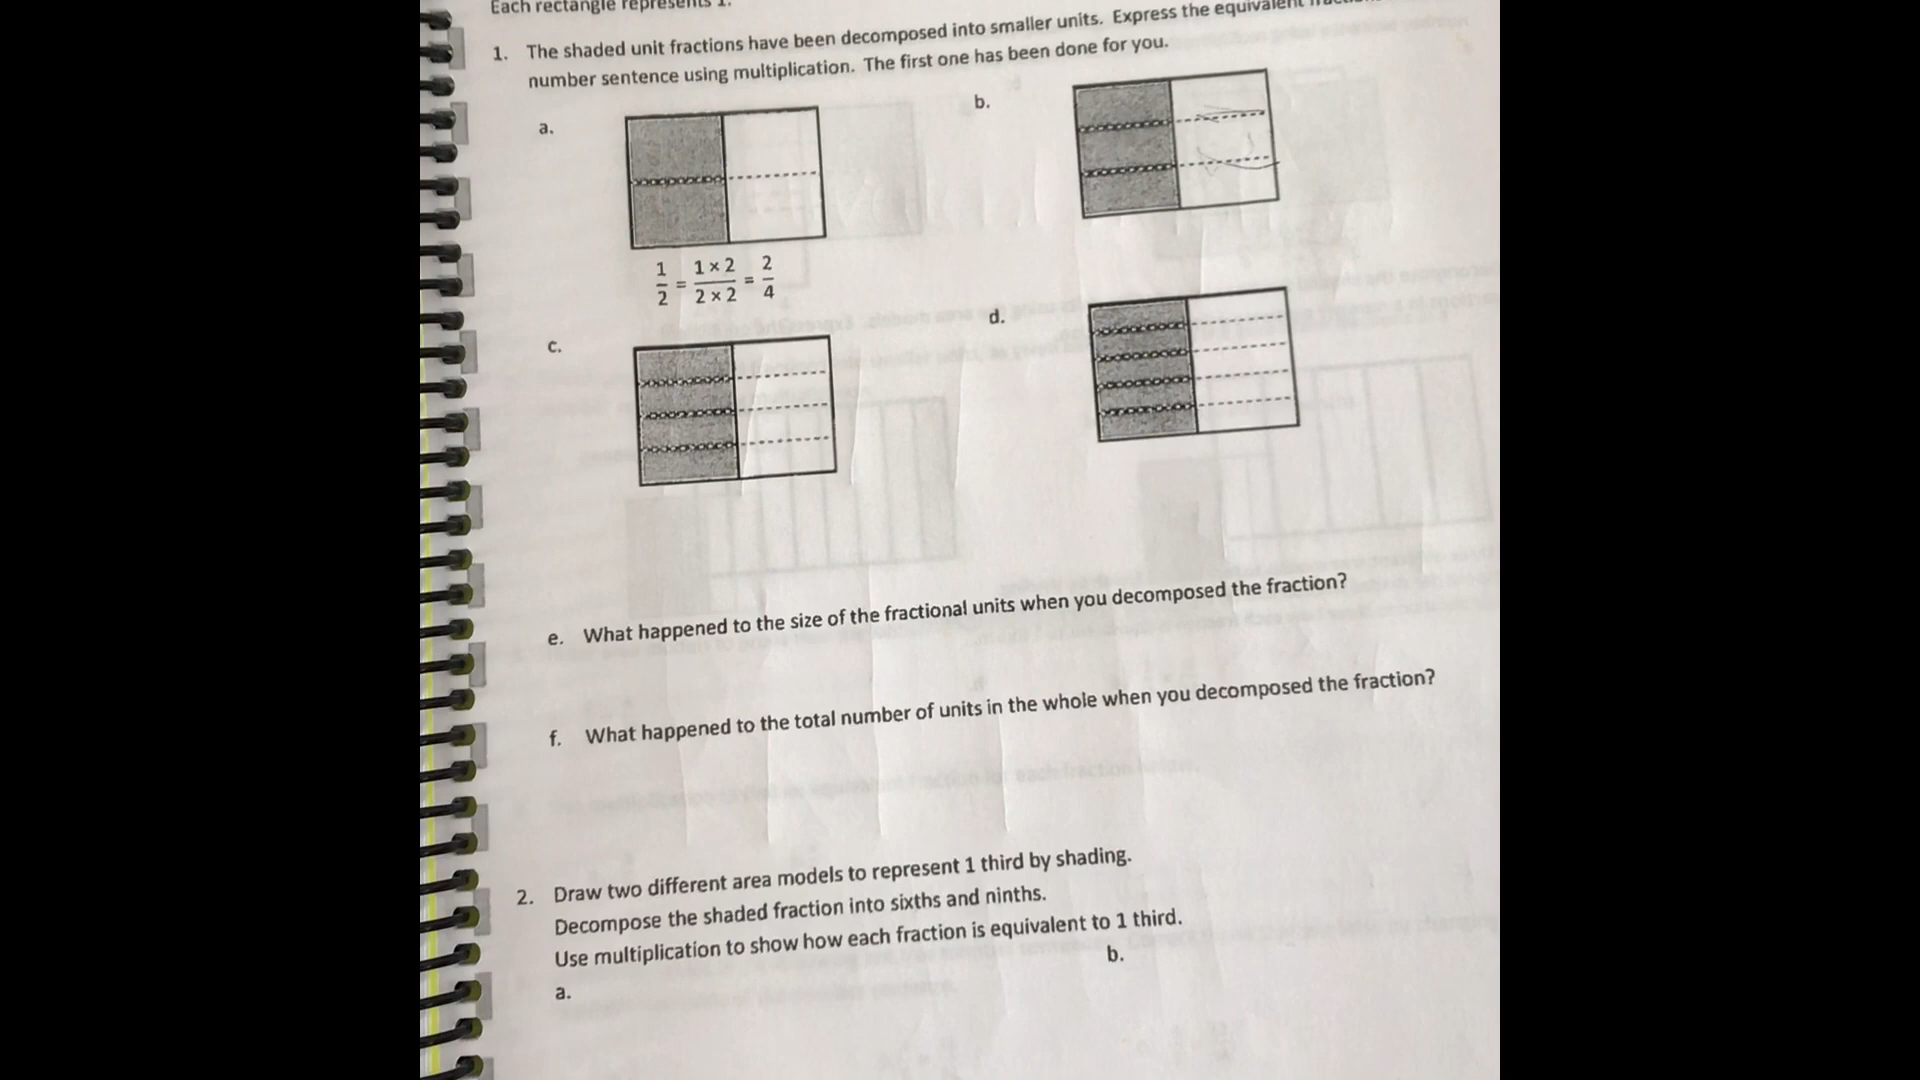 Each rectangle represents 1.
1. The shaded unit fractions have been decomposed into smaller units. Express the equivalent
number sentence using multiplication. The first one has been done for you.
a.
b.
1/2 = 1 × 2/2 × 2 = 2/4
c.
d.
e. What happened to the size of the fractional units when you decomposed the fraction?
f. What happened to the total number of units in the whole when you decomposed the fraction?
2. Draw two different area models to represent 1 third by shading.
Decompose the shaded fraction into sixths and ninths.
Use multiplication to show how each fraction is equivalent to 1 third.
a.
b.